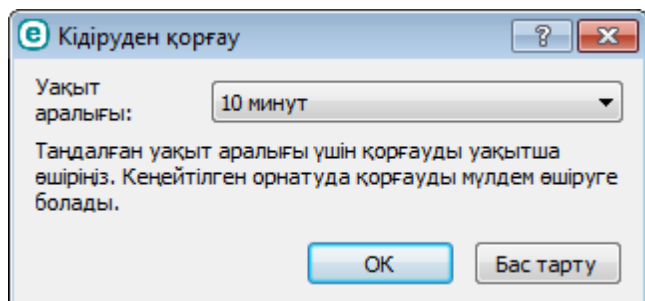 Кідіруден қорғау
Уақыт
аралығы:
10 минут
Таңдалған уақыт аралығы үшін қорғауды уақытша
өшіріңіз. Кеңейтілген орнатуда қорғауды мүлдем өшіруге
болады.
OK
Бас тарту